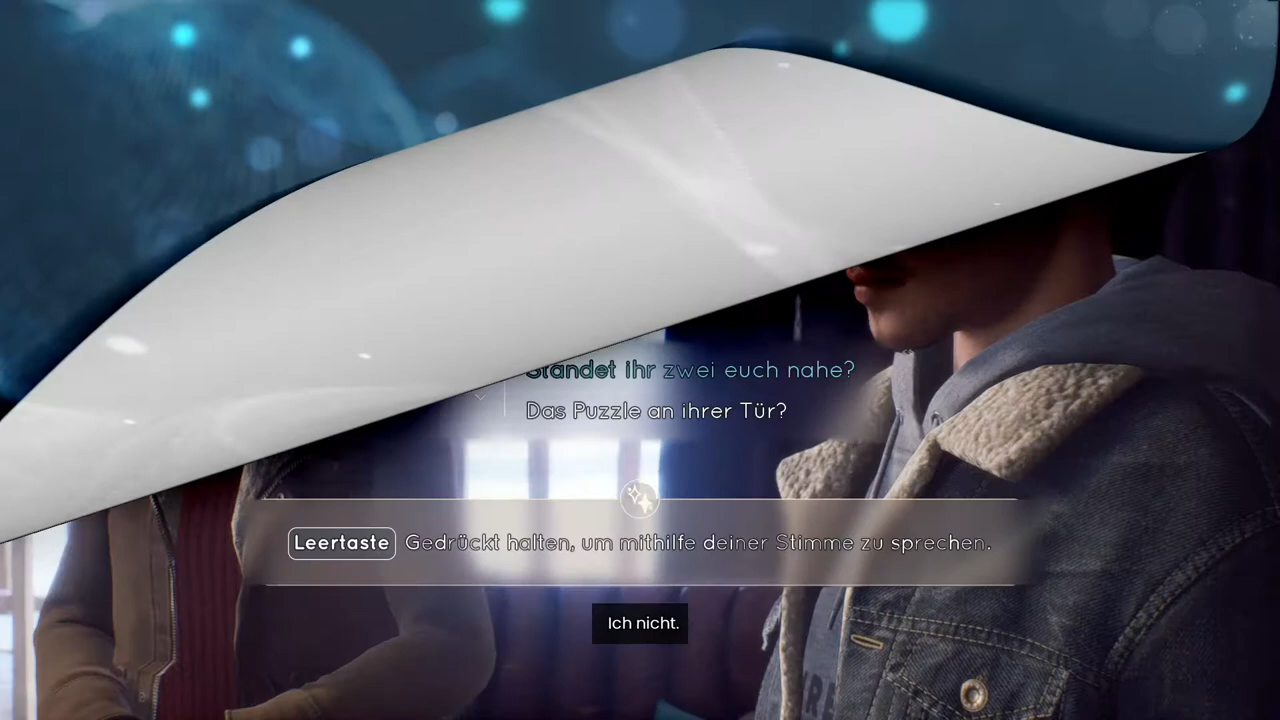 Standet ihr zwei euch nahe?
Das Puzzle an ihrer Tür?
Leertaste Gedrückt halten, um mithilfe deiner Stimme zu sprechen.
Ich nicht.